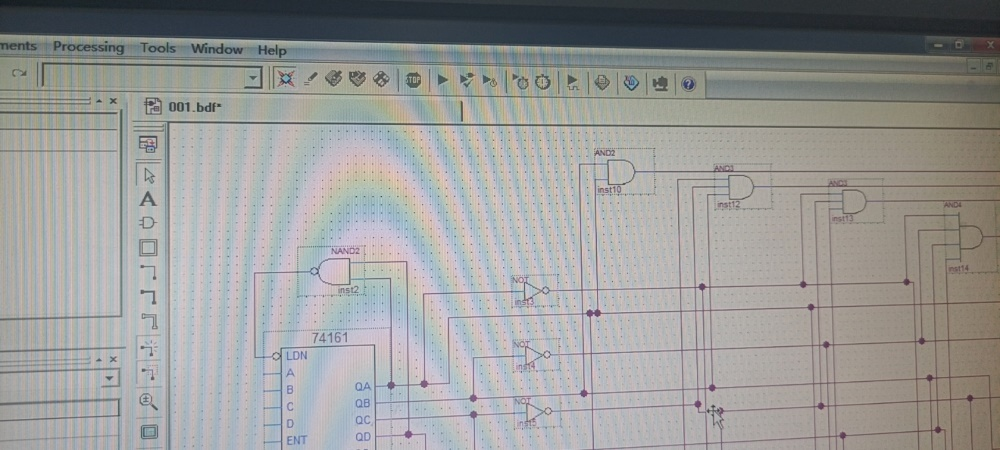 ments Processing Tools Window Help
STOP
001.bdf*
AND2
inst10
AND3
inst12
inst13
AND4
inst14
NAND2
inst2
NOT
NOT
NOT
74161
LDN
A
B
C
D
ENT
QA
QB
QC
QD
A